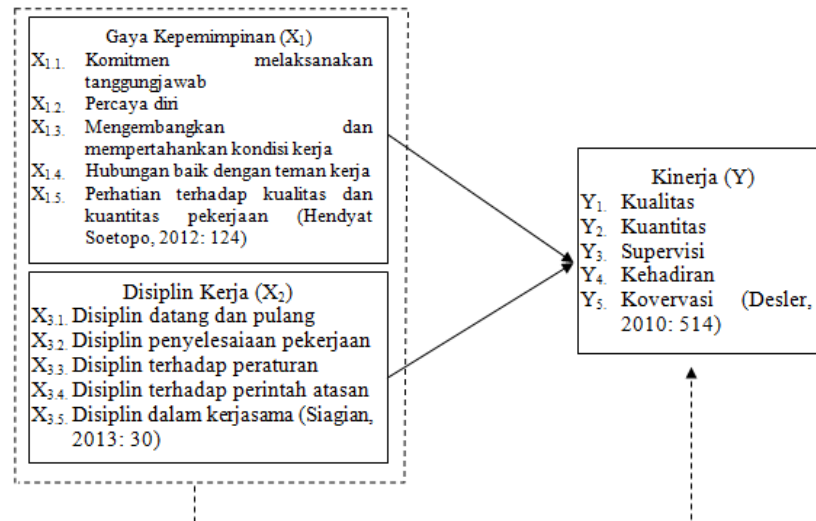 Gaya Kepemimpinan (X1)
X1.1. Komitmen melaksanakan
tanggungjawab
X1.2. Percaya diri
X1.3. Mengembangkan dan
mempertahankan kondisi kerja
X1.4. Hubungan baik dengan teman kerja
X1.5. Perhatian terhadap kualitas dan
kuantitas pekerjaan (Hendyat
Soetopo, 2012: 124)
Disiplin Kerja (X2)
X3.1. Disiplin datang dan pulang
X3.2. Disiplin penyelesaiaan pekerjaan
X3.3. Disiplin terhadap peraturan
X3.4. Disiplin terhadap perintah atasan
X3.5. Disiplin dalam kerjasama (Siagian,
2013: 30)
Kinerja (Y)
Y1. Kualitas
Y2. Kuantitas
Y3. Supervisi
Y4. Kehadiran
Y5. Kovervasi (Desler,
2010: 514)